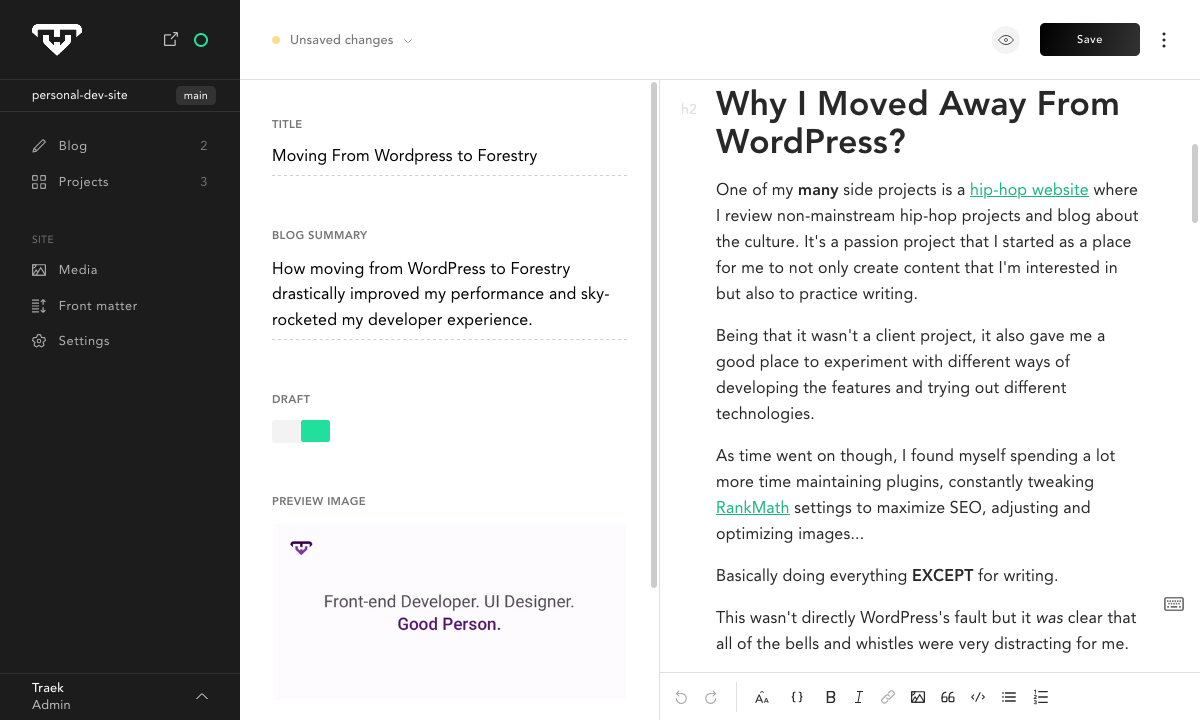 Unsaved changes
Save
personal-dev-site
main
Blog
2
Projects
3
SITE
Media
Front matter
Settings
Traek
Admin
TITLE
Moving From Wordpress to Forestry
BLOG SUMMARY
How moving from WordPress to Forestry
drastically improved my performance and sky-
rocketed my developer experience.
DRAFT
PREVIEW IMAGE
Front-end Developer. UI Designer.
Good Person.
h2
Why I Moved Away From
WordPress?
One of my many side projects is a hip-hop website where
I review non-mainstream hip-hop projects and blog about
the culture. It's a passion project that I started as a place
for me to not only create content that I'm interested in
but also to practice writing.
Being that it wasn't a client project, it also gave me a
good place to experiment with different ways of
developing the features and trying out different
technologies.
As time went on though, I found myself spending a lot
more time maintaining plugins, constantly tweaking
RankMath settings to maximize SEO, adjusting and
optimizing images...
Basically doing everything EXCEPT for writing.
This wasn't directly WordPress's fault but it was clear that
all of the bells and whistles were very distracting for me.